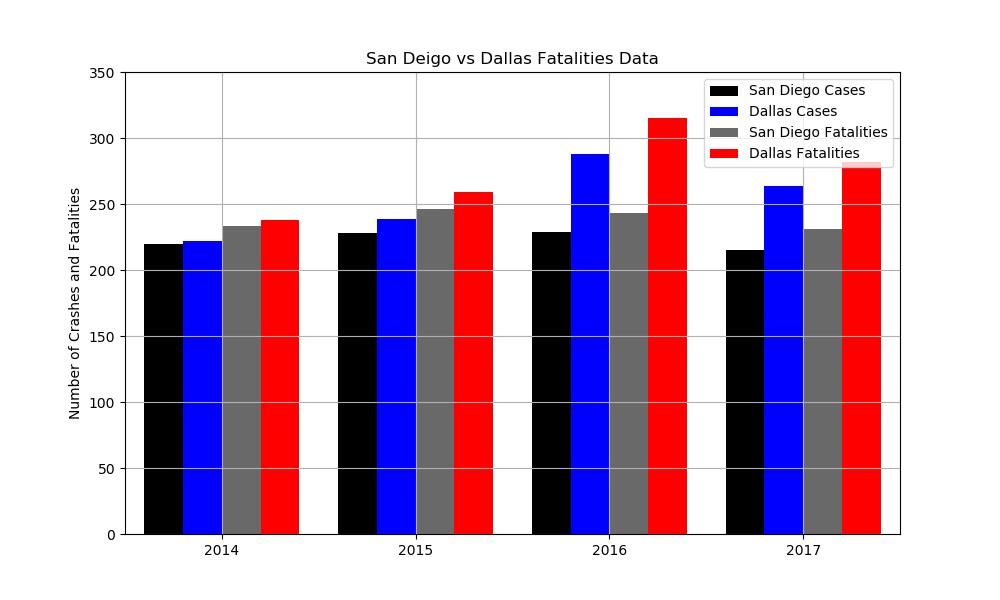 San Deigo vs Dallas Fatalities Data
Number of Crashes and Fatalities
350
300
250
200
150
100
50
0
2014
2015
2016
2017
San Diego Cases
Dallas Cases
San Diego Fatalities
Dallas Fatalities